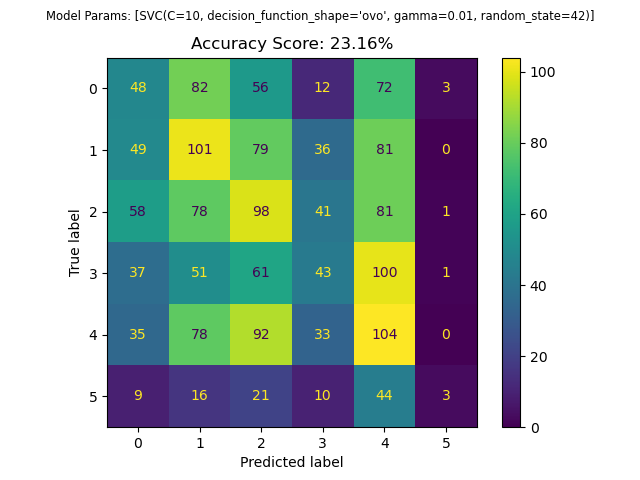 Model Params: [SVC(C=10, decision_function_shape='ovo', gamma=0.01, random_state=42)]
Accuracy Score: 23.16%
0 48 82 56 12 72 3
1 49 101 79 36 81 0
2 58 78 98 41 81 1
3 37 51 61 43 100 1
4 35 78 92 33 104 0
5 9 16 21 10 44 3
0 1 2 3 4 5
Predicted label
True label
100
80
60
40
20
0